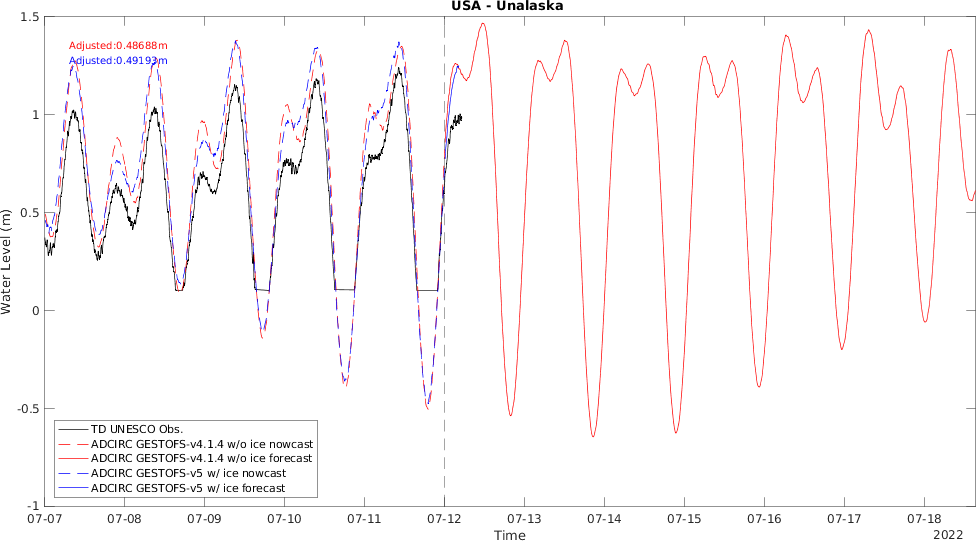 USA - Unalaska
Adjusted:0.48688m
Adjusted:0.49193m
Water Level (m)
1.5
1
0.5
0
-0.5
-1
TD UNESCO Obs.
ADCIRC GESTOFS-v4.1.4 w/o ice nowcast
ADCIRC GESTOFS-v4.1.4 w/o ice forecast
ADCIRC GESTOFS-v5 w/ ice nowcast
ADCIRC GESTOFS-v5 w/ ice forecast
07-07 07-08 07-09 07-10 07-11 07-12 07-13 07-14 07-15 07-16 07-17 07-18
Time
2022